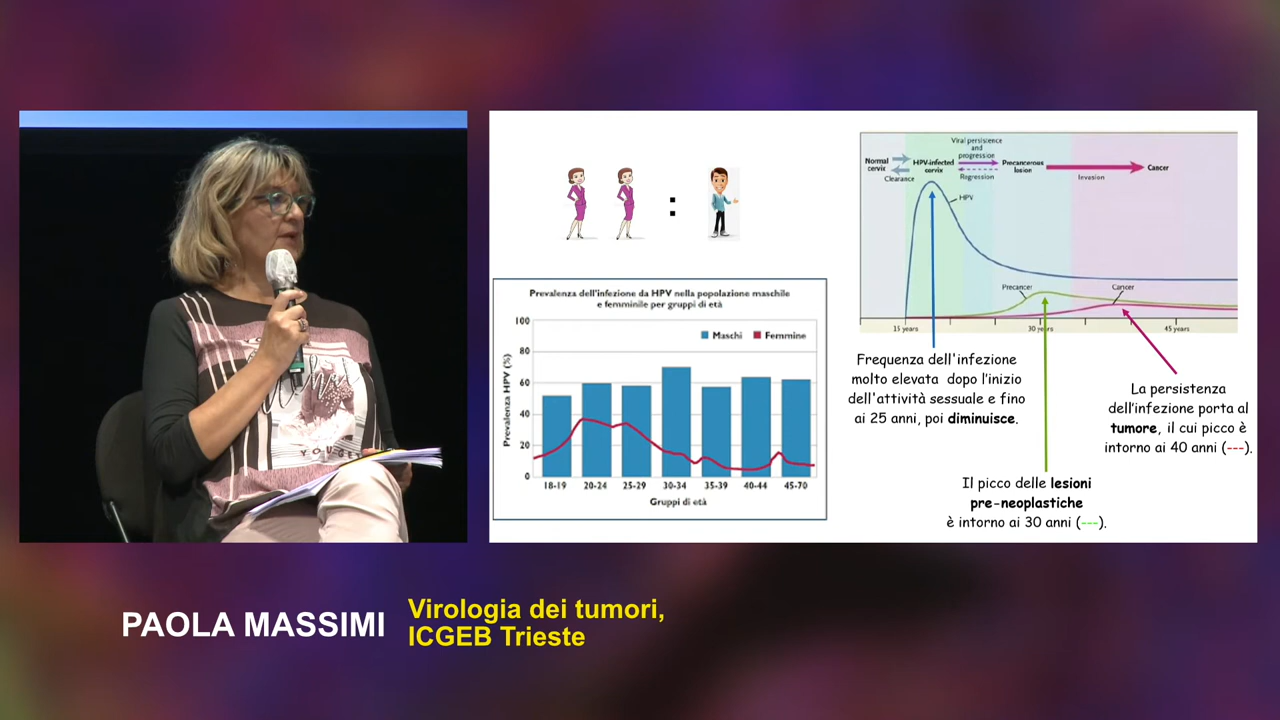 :
Prevalenza dell'infezione da HPV nella popolazione maschile
e femminile per gruppi di età
Maschi
Femmine
Prevalenza HPV (%)
100
80
60
40
20
0
18-19 20-24 25-29 30-34 35-39 40-44 45-70
Gruppi di età
Normal
cervix
Clearance
HPV-infected
cervix
Viral persistence
and
progression
Regression
Precancerous
lesion
Invasion
Cancer
HPV
Precancer
Cancer
15 years
30 years
45 years
Frequenza dell'infezione
molto elevata dopo l'inizio
dell'attività sessuale e fino
ai 25 anni, poi diminuisce.
Il picco delle lesioni
pre-neoplastiche
è intorno ai 30 anni (---).
La persistenza
dell'infezione porta al
tumore, il cui picco è
intorno ai 40 anni (---).
YOUGE
PAOLA MASSIMI
Virologia dei tumori,
ICGEB Trieste